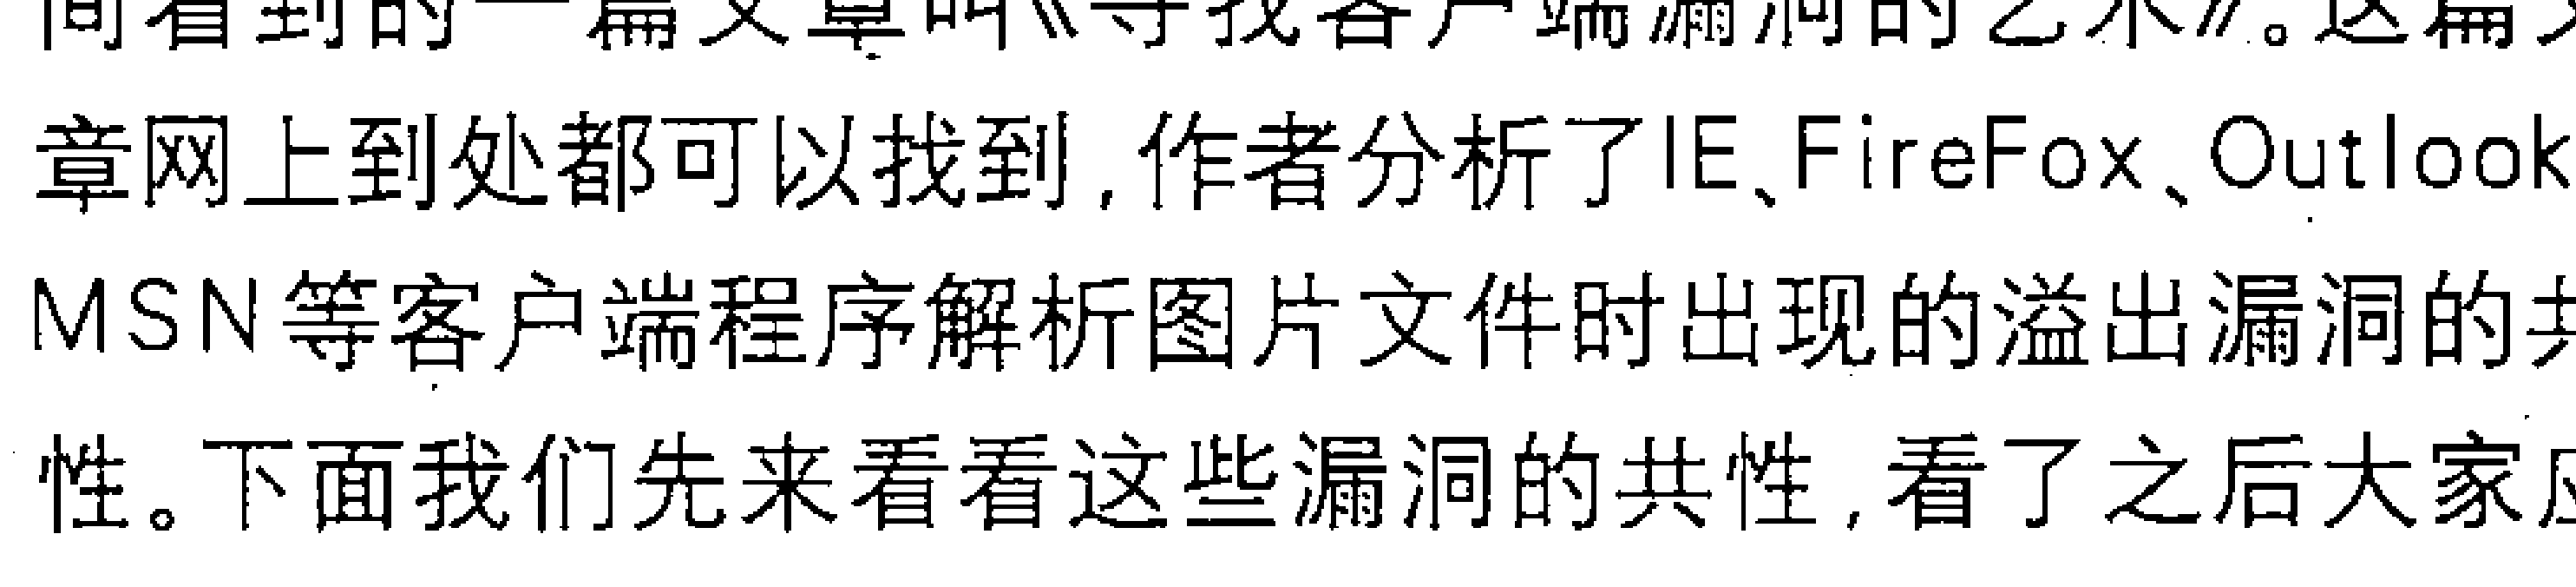 间看到的一篇文章叫《寻找客户端漏洞的艺术》。这篇文
章网上到处都可以找到,作者分析了IE、FireFox、Outlook
MSN等客户端程序解析图片文件时出现的溢出漏洞的共
性。下面我们先来看看这些漏洞的共性,看了之后大家应